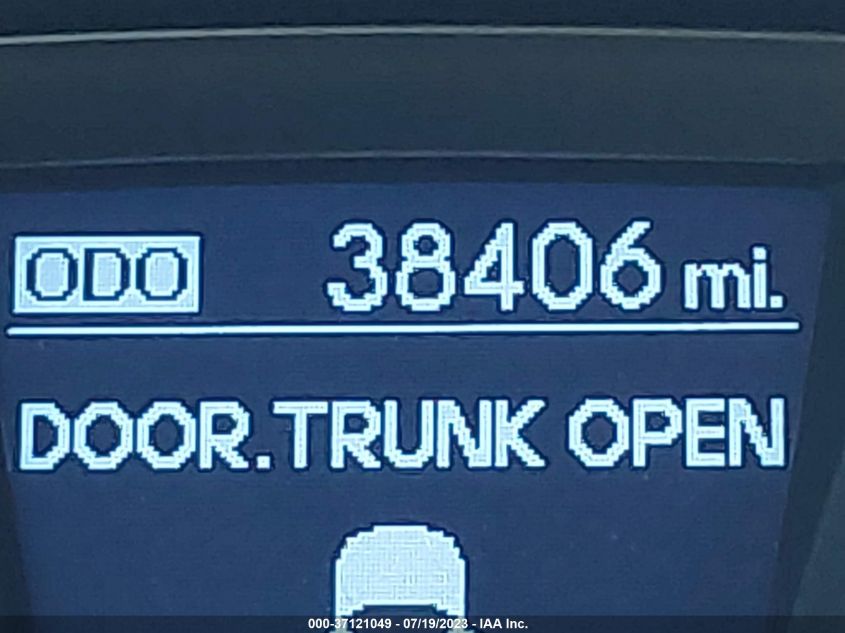 ODO 38406 mi.
DOOR.TRUNK OPEN
000-37121049 - 07/19/2023 - IAA Inc.